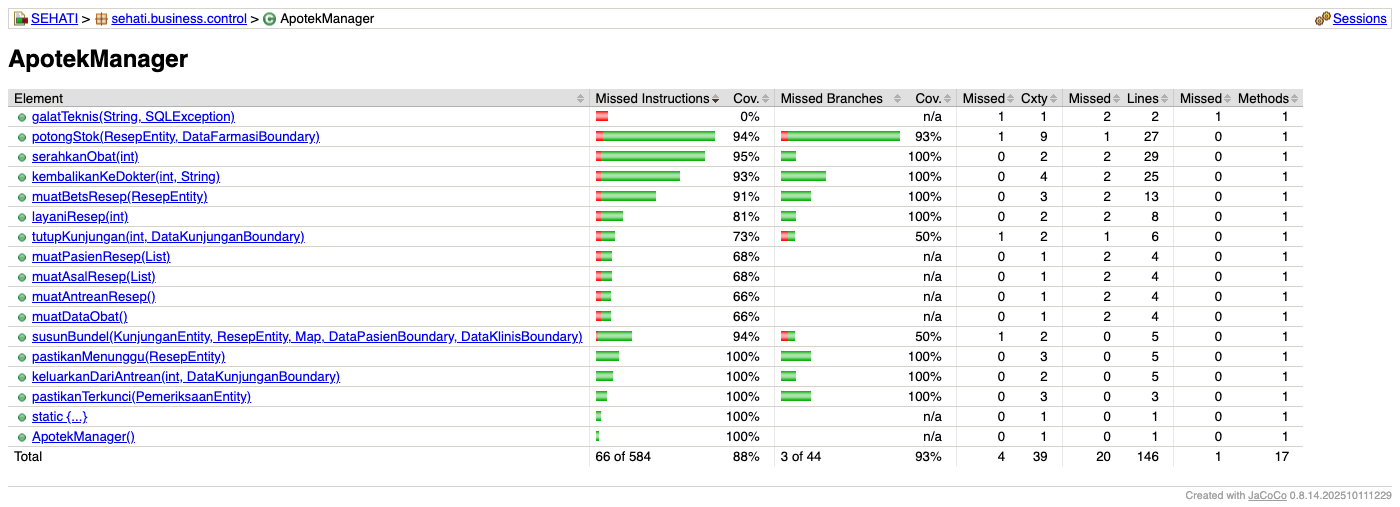 SEHATI > sehati.business.control > ApotekManager Sessions
ApotekManager
Element Missed Instructions Cov. Missed Branches Cov. Missed Cxty Missed Lines Missed Methods
galatTeknis(String, SQLException) 0% n/a 1 1 2 2 1 1
potongStok(ResepEntity, DataFarmasiBoundary) 94% 93% 1 9 1 27 0 1
serahkanObat(int) 95% 100% 0 2 2 29 0 1
kembalikanKeDokter(int, String) 93% 100% 0 4 2 25 0 1
muatBetsResep(ResepEntity) 91% 100% 0 3 2 13 0 1
layaniResep(int) 81% 100% 0 2 2 8 0 1
tutupKunjungan(int, DataKunjunganBoundary) 73% 50% 1 2 1 6 0 1
muatPasienResep(List) 68% n/a 0 1 2 4 0 1
muatAsalResep(List) 68% n/a 0 1 2 4 0 1
muatAntreanResep() 66% n/a 0 1 2 4 0 1
muatDataObat() 66% n/a 0 1 2 4 0 1
susunBundel(KunjunganEntity, ResepEntity, Map, DataPasienBoundary, DataKlinisBoundary) 94% 50% 1 2 0 5 0 1
pastikanMenunggu(ResepEntity) 100% 100% 0 3 0 5 0 1
keluarkanDariAntrean(int, DataKunjunganBoundary) 100% 100% 0 2 0 5 0 1
pastikanTerkunci(PemeriksaanEntity) 100% 100% 0 3 0 3 0 1
static {...} 100% n/a 0 1 0 1 0 1
ApotekManager() 100% n/a 0 1 0 1 0 1
Total 66 of 584 88% 3 of 44 93% 4 39 20 146 1 17
Created with JaCoCo 0.8.14.202510111229